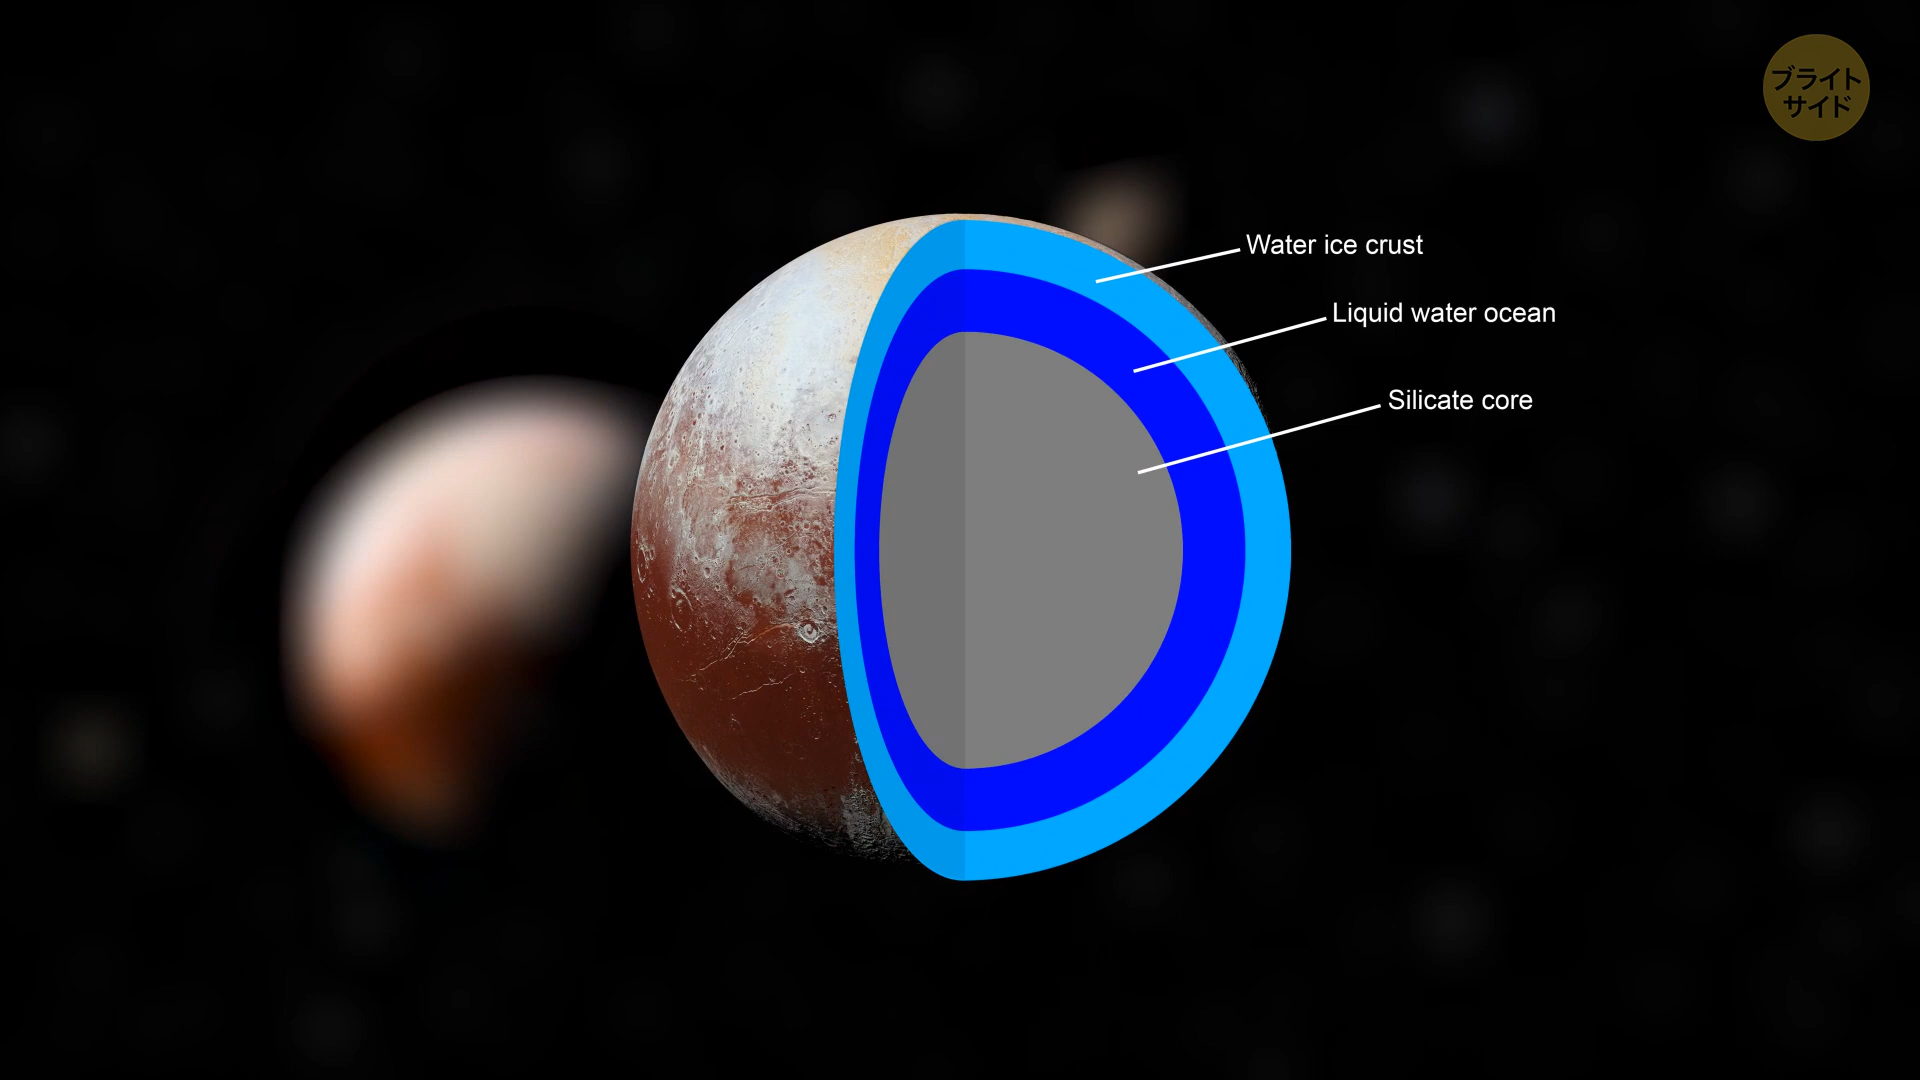 ブライト
サイド
Water ice crust
Liquid water ocean
Silicate core